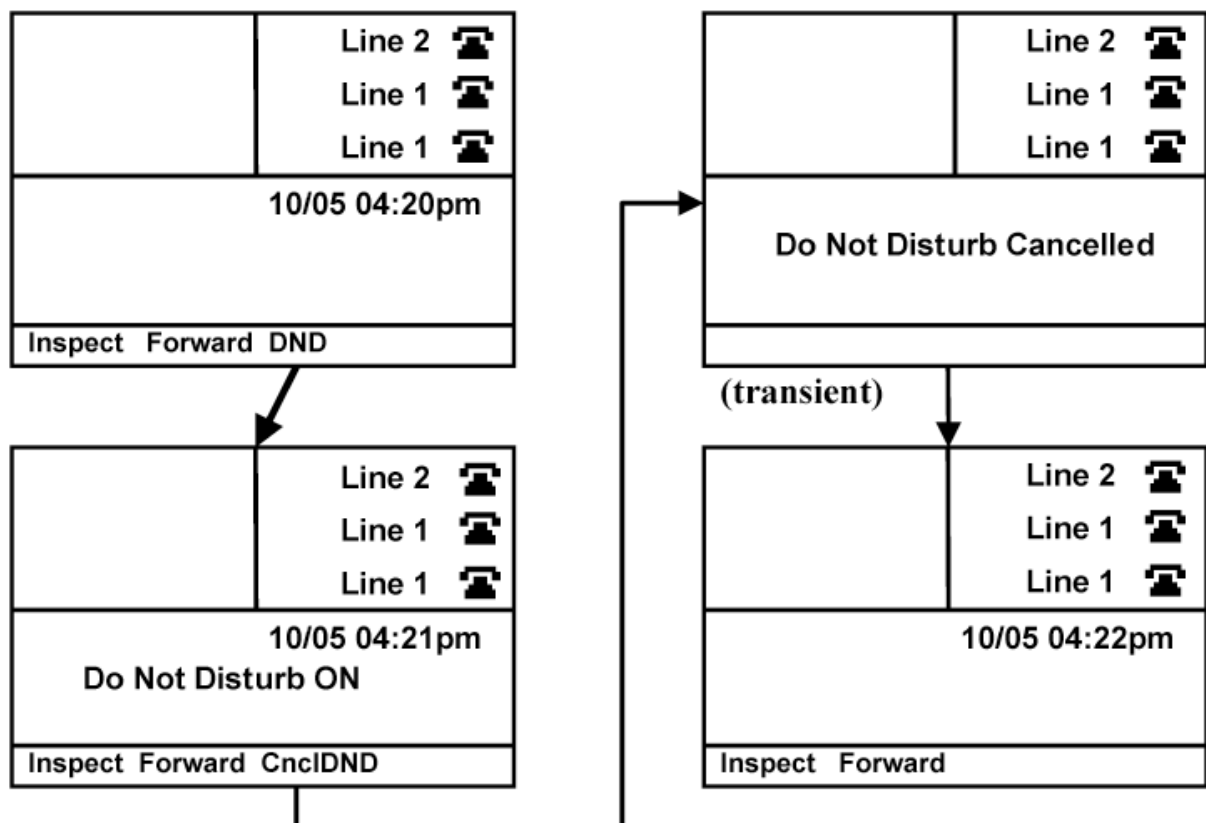 Line 2
Line 1
Line 1
10/05 04:20pm
Inspect Forward DND
Line 2
Line 1
Line 1
10/05 04:21pm
Do Not Disturb ON
Inspect Forward CnclDND
Line 2
Line 1
Line 1
Do Not Disturb Cancelled
(transient)
Line 2
Line 1
Line 1
10/05 04:22pm
Inspect Forward